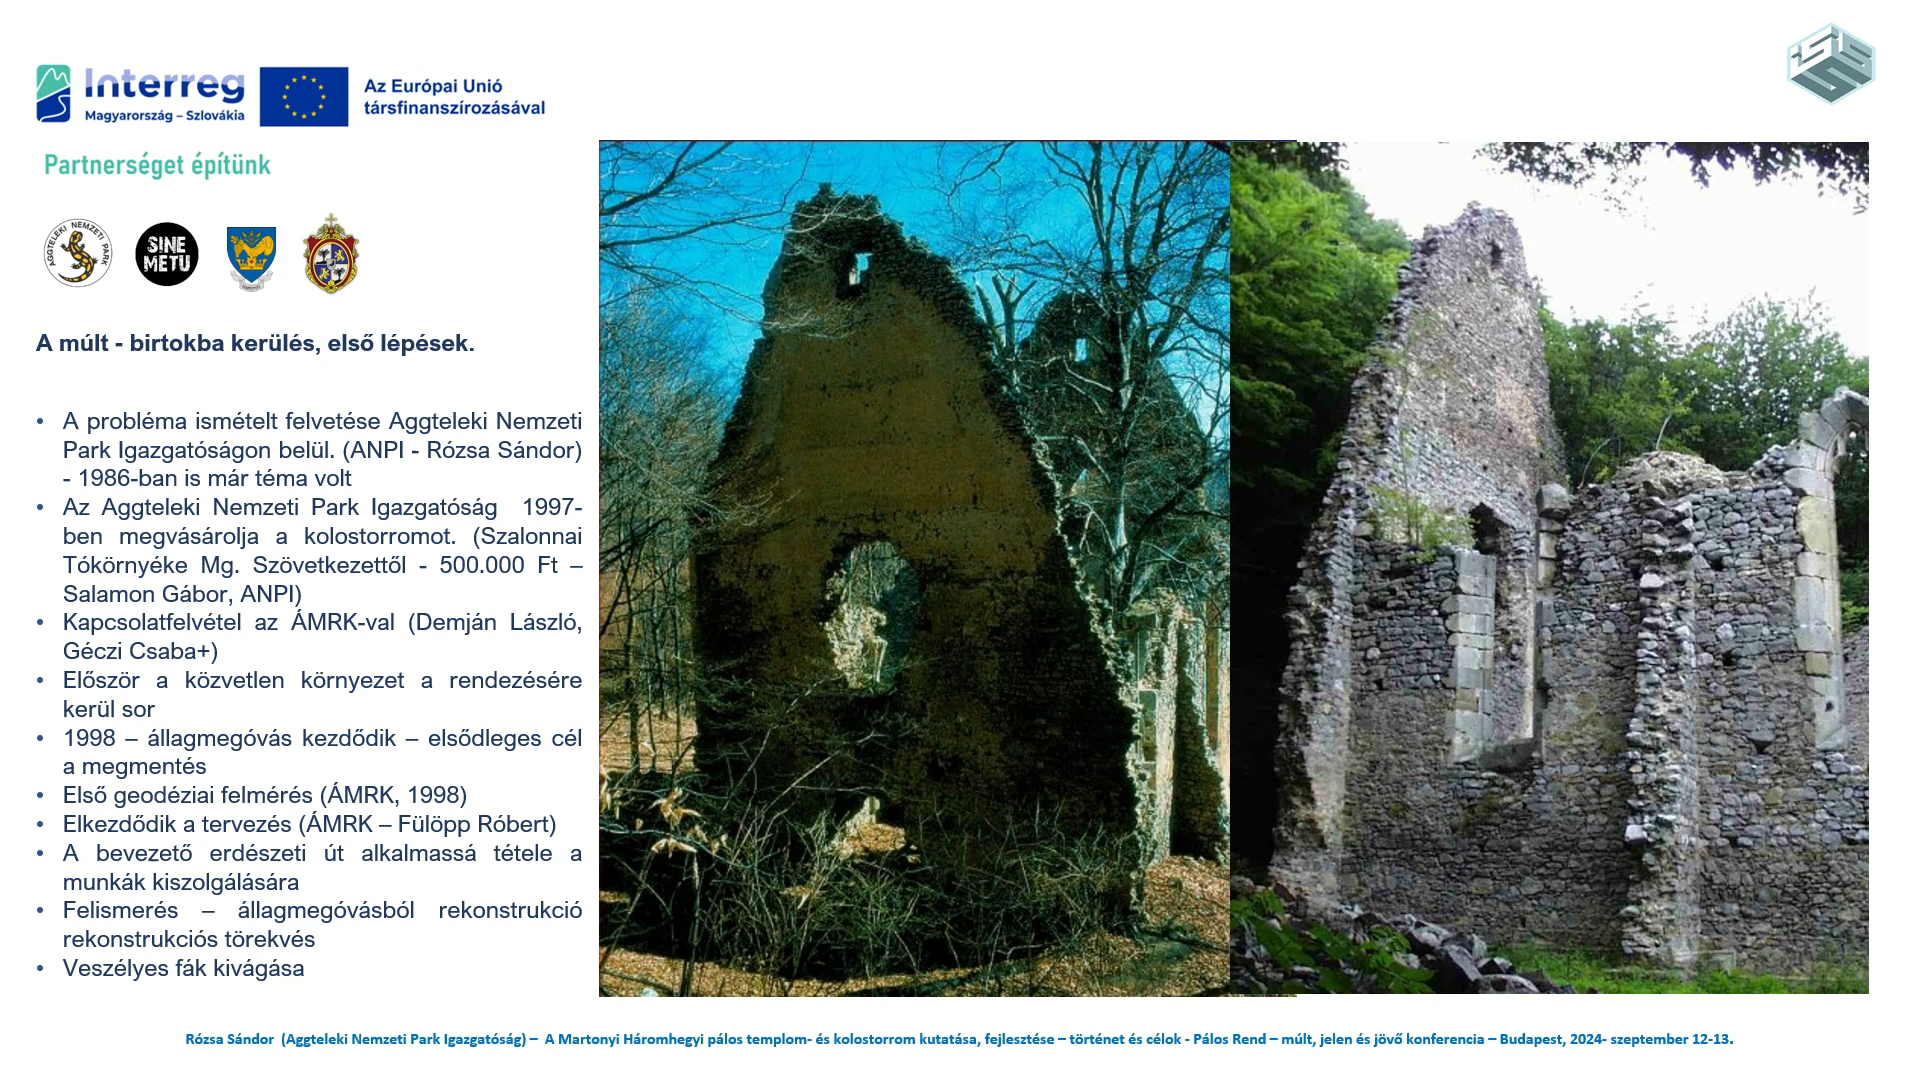 Interreg
Magyarország – Szlovákia
Az Európai Unió
társfinanszírozásával
Partnerséget építünk
AGGTELEKI NEMZETI PARK
SINE
METU
A múlt - birtokba kerülés, első lépések.
• A probléma ismételt felvetése Aggteleki Nemzeti
Park Igazgatóságon belül. (ANPI - Rózsa Sándor)
- 1986-ban is már téma volt
• Az Aggteleki Nemzeti Park Igazgatóság 1997-
ben megvásárolja a kolostorromot. (Szalonnai
Tókörnyéke Mg. Szövetkezettől - 500.000 Ft –
Salamon Gábor, ANPI)
• Kapcsolatfelvétel az ÁMRK-val (Demján László,
Géczi Csaba+)
• Először a közvetlen környezet a rendezésére
kerül sor
• 1998 – állagmegóvás kezdődik – elsődleges cél
a megmentés
• Első geodéziai felmérés (ÁMRK, 1998)
• Elkezdődik a tervezés (ÁMRK – Fülöpp Róbert)
• A bevezető erdészeti út alkalmassá tétele a
munkák kiszolgálására
• Felismerés – állagmegóvásból rekonstrukció
rekonstrukciós törekvés
• Veszélyes fák kivágása
Rózsa Sándor (Aggteleki Nemzeti Park Igazgatóság) – A Martonyi Háromhegyi pálos templom- és kolostorrom kutatása, fejlesztése – történet és célok - Pálos Rend – múlt, jelen és jövő konferencia – Budapest, 2024- szeptember 12-13.